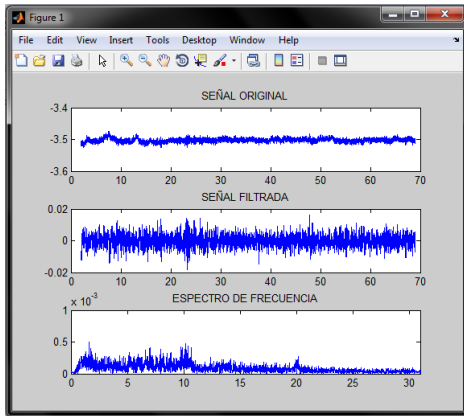 Figure 1
File Edit View Insert Tools Desktop Window Help
SEÑAL ORIGINAL
-3.4
-3.5
-3.6
0 10 20 30 40 50 60 70
SEÑAL FILTRADA
0.02
0
-0.02
0 10 20 30 40 50 60 70
ESPECTRO DE FRECUENCIA
x 10^-3
1
0.5
0
0 5 10 15 20 25 30